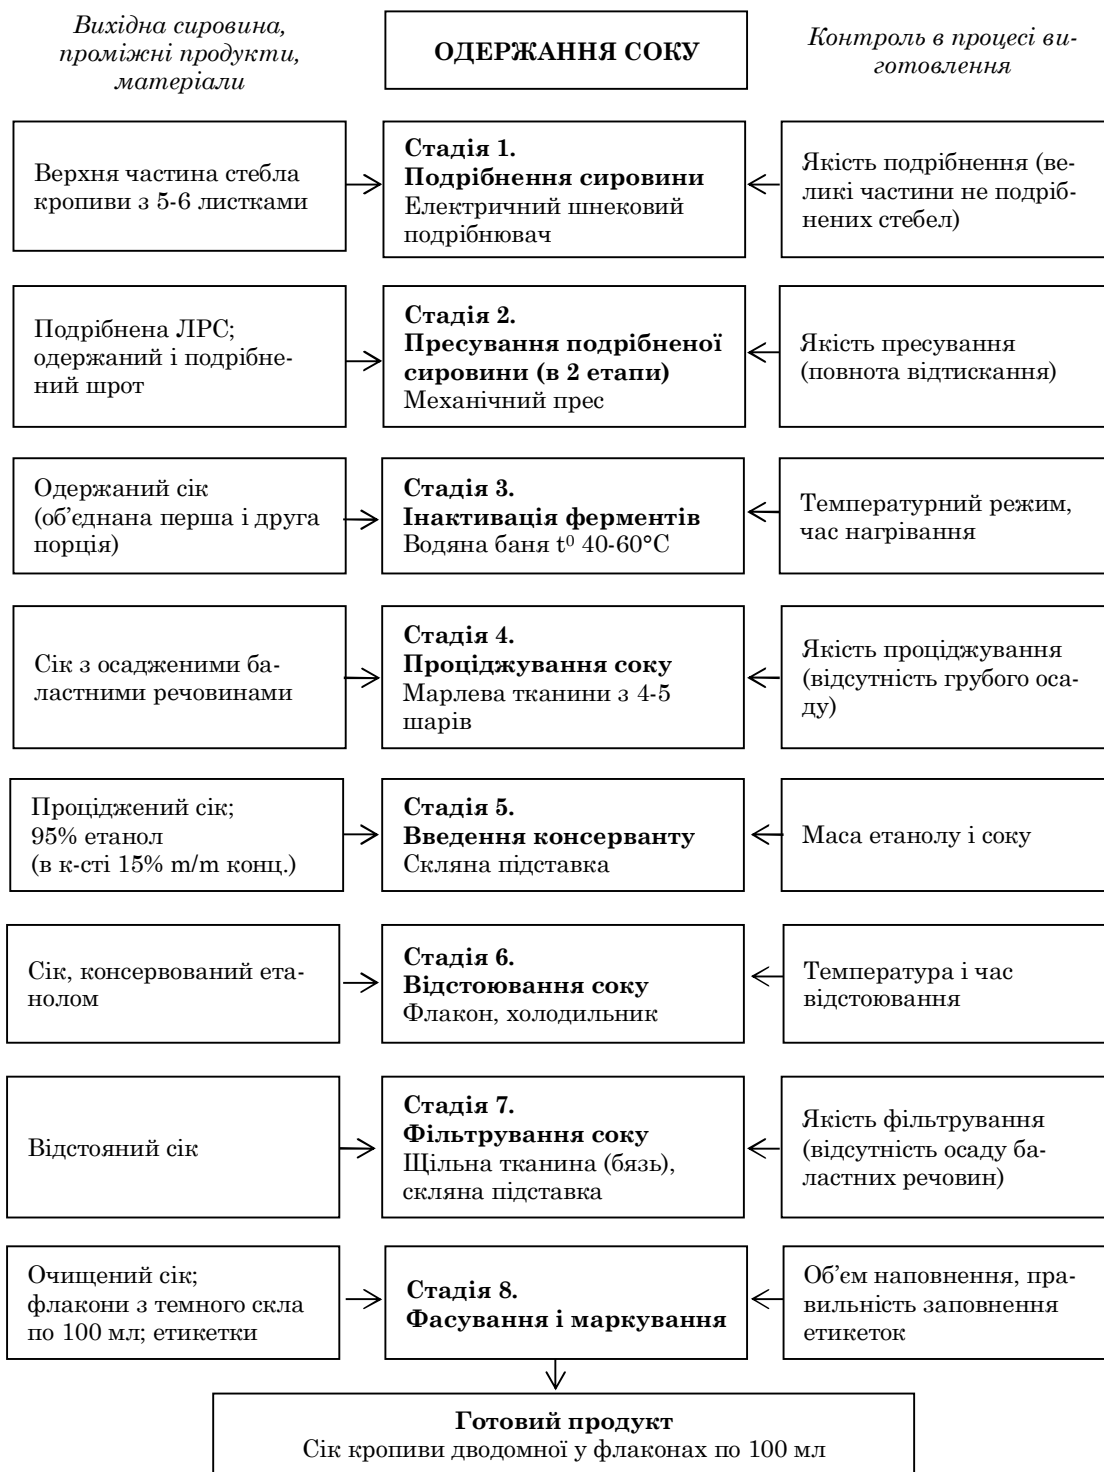 Вихідна сировина,
проміжні продукти,
матеріали
ОДЕРЖАННЯ СОКУ
Контроль в процесі ви-
готовлення
Верхня частина стебла
кропиви з 5-6 листками
Стадія 1.
Подрібнення сировини
Електричний шнековий
подрібнювач
Якість подрібнення (ве-
ликі частини не подріб-
нених стебел)
Подрібнена ЛРС;
одержаний і подрібне-
ний шрот
Стадія 2.
Пресування подрібненої
сировини (в 2 етапи)
Механічний прес
Якість пресування
(повнота відтискання)
Одержаний сік
(об’єднана перша і друга
порція)
Стадія 3.
Інактивація ферментів
Водяна баня t⁰ 40-60°C
Температурний режим,
час нагрівання
Сік з осадженими ба-
ластними речовинами
Стадія 4.
Проціджування соку
Марлева тканини з 4-5
шарів
Якість проціджування
(відсутність грубого оса-
ду)
Проціджений сік;
95% етанол
(в к-сті 15% m/m конц.)
Стадія 5.
Введення консерванту
Скляна підставка
Маса етанолу і соку
Сік, консервований ета-
нолом
Стадія 6.
Відстоювання соку
Флакон, холодильник
Температура і час
відстоювання
Відстояний сік
Стадія 7.
Фільтрування соку
Щільна тканина (бязь),
скляна підставка
Якість фільтрування
(відсутність осаду ба-
ластних речовин)
Очищений сік;
флакони з темного скла
по 100 мл; етикетки
Стадія 8.
Фасування і маркування
Об’єм наповнення, пра-
вильність заповнення
етикеток
Готовий продукт
Сік кропиви дводомної у флаконах по 100 мл